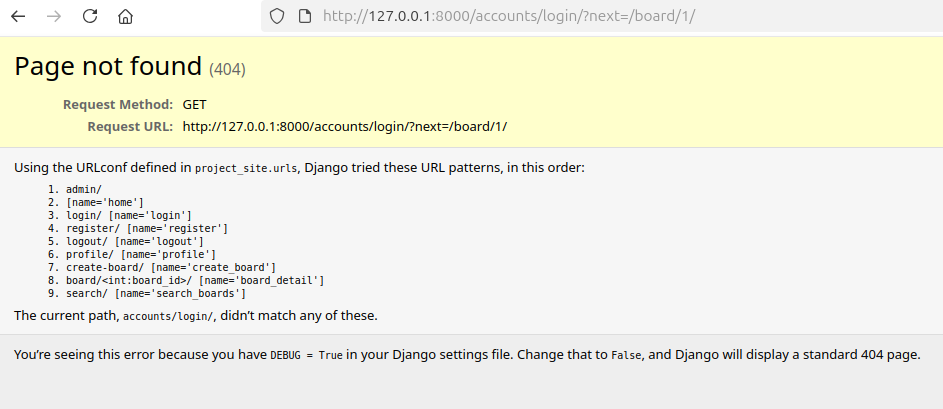 http://127.0.0.1:8000/accounts/login/?next=/board/1/
Page not found (404)
Request Method: GET
Request URL: http://127.0.0.1:8000/accounts/login/?next=/board/1/
Using the URLconf defined in project_site.urls, Django tried these URL patterns, in this order:
1. admin/
2. [name='home']
3. login/ [name='login']
4. register/ [name='register']
5. logout/ [name='logout']
6. profile/ [name='profile']
7. create-board/ [name='create_board']
8. board/<int:board_id>/ [name='board_detail']
9. search/ [name='search_boards']
The current path, accounts/login/, didn’t match any of these.
You’re seeing this error because you have DEBUG = True in your Django settings file. Change that to False, and Django will display a standard 404 page.